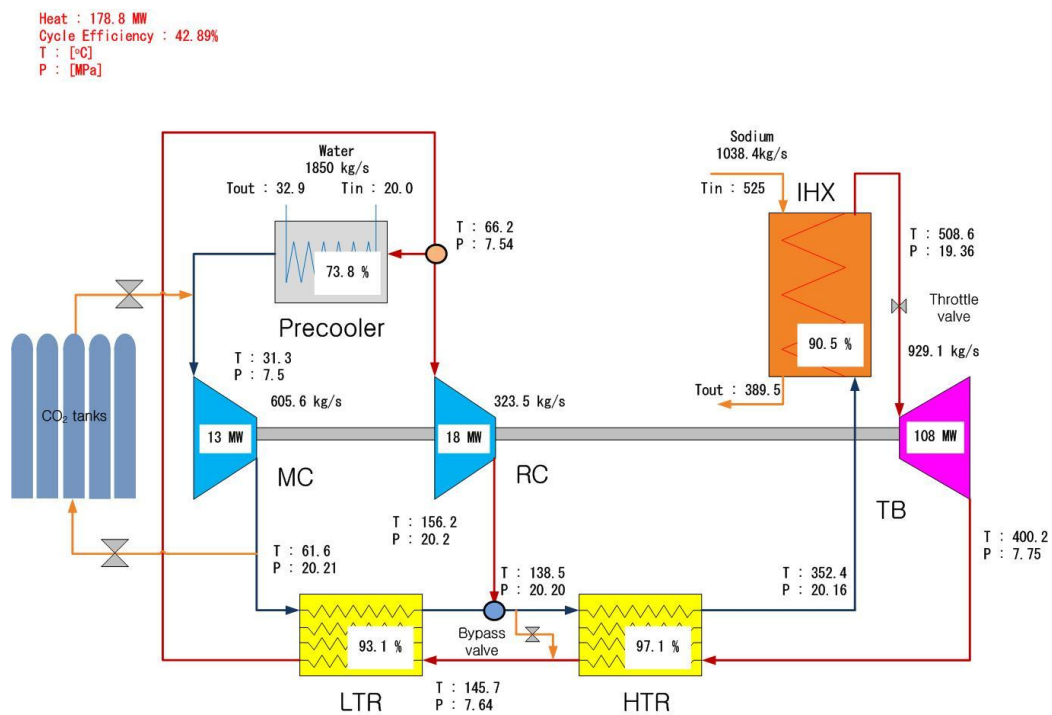 Heat : 178.8 MW
Cycle Efficiency : 42.89%
T : [℃]
P : [MPa]
Water
1850 kg/s
Tout : 32.9
Tin : 20.0
73.8 %
Precooler
T : 66.2
P : 7.54
Sodium
1038.4kg/s
Tin : 525
IHX
T : 508.6
P : 19.36
Throttle
valve
90.5 %
929.1 kg/s
Tout : 389.5
T : 31.3
P : 7.5
605.6 kg/s
323.5 kg/s
CO₂ tanks
13 MW
18 MW
108 MW
MC
RC
TB
T : 61.6
P : 20.21
T : 156.2
P : 20.2
T : 138.5
P : 20.20
T : 352.4
P : 20.16
T : 400.2
P : 7.75
93.1 %
Bypass
valve
97.1 %
LTR
T : 145.7
P : 7.64
HTR